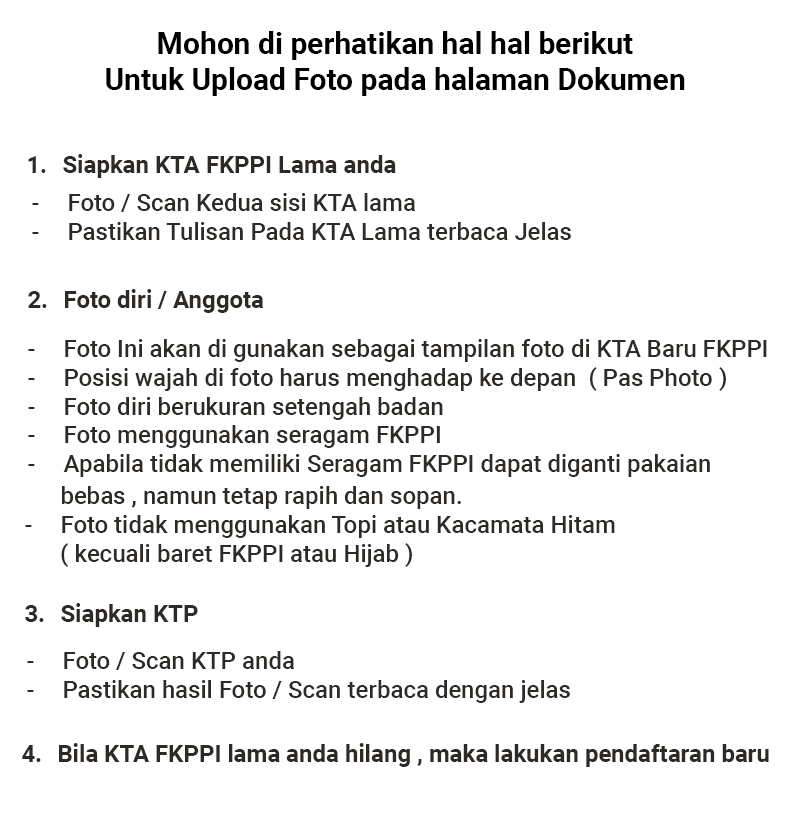 Mohon di perhatikan hal hal berikut
Untuk Upload Foto pada halaman Dokumen
1. Siapkan KTA FKPPI Lama anda
- Foto / Scan Kedua sisi KTA lama
- Pastikan Tulisan Pada KTA Lama terbaca Jelas
2. Foto diri / Anggota
- Foto Ini akan di gunakan sebagai tampilan foto di KTA Baru FKPPI
- Posisi wajah di foto harus menghadap ke depan ( Pas Photo )
- Foto diri berukuran setengah badan
- Foto menggunakan seragam FKPPI
- Apabila tidak memiliki Seragam FKPPI dapat diganti pakaian
bebas , namun tetap rapih dan sopan.
- Foto tidak menggunakan Topi atau Kacamata Hitam
( kecuali baret FKPPI atau Hijab )
3. Siapkan KTP
- Foto / Scan KTP anda
- Pastikan hasil Foto / Scan terbaca dengan jelas
4. Bila KTA FKPPI lama anda hilang , maka lakukan pendaftaran baru